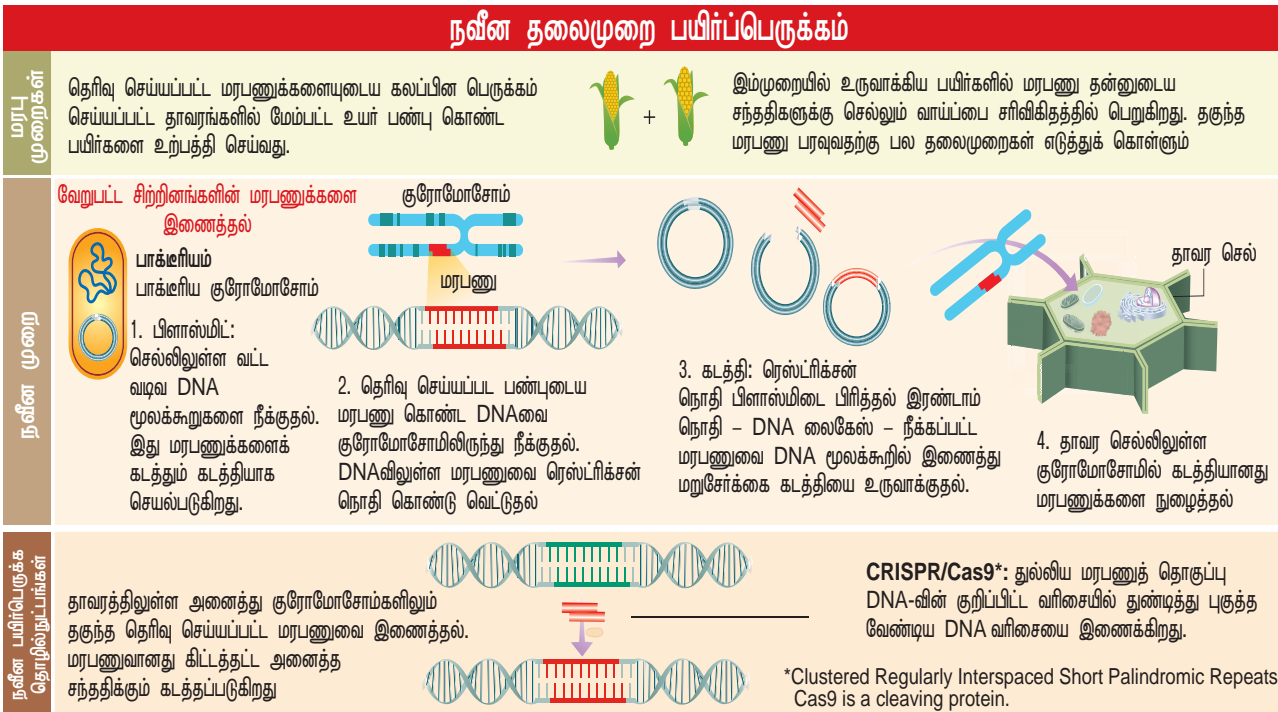 நவீன தலைமுறை பயிர்ப்பெருக்கம்
மரபு
முறைகள்
தெரிவு செய்யப்பட்ட மரபணுக்களையுடைய கலப்பின பெருக்கம்
செய்யப்பட்ட தாவரங்களில் மேம்பட்ட உயர் பண்பு கொண்ட
பயிர்களை உற்பத்தி செய்வது.
+
இம்முறையில் உருவாக்கிய பயிர்களில் மரபணு தன்னுடைய
சந்ததிகளுக்கு செல்லும் வாய்ப்பை சரிவிகிதத்தில் பெறுகிறது. தகுந்த
மரபணு பரவுவதற்கு பல தலைமுறைகள் எடுத்துக் கொள்ளும்
நவீன முறை
வேறுபட்ட சிற்றினங்களின் மரபணுக்களை
இணைத்தல்
பாக்டீரியம்
பாக்டீரிய குரோமோசோம்
1. பிளாஸ்மிட்:
செல்லிலுள்ள வட்ட
வடிவ DNA
மூலக்கூறுகளை நீக்குதல்.
இது மரபணுக்களைக்
கடத்தும் கடத்தியாக
செயல்படுகிறது.
குரோமோசோம்
மரபணு
2. தெரிவு செய்யப்பட பண்புடைய
மரபணு கொண்ட DNAவை
குரோமோசோமிலிருந்து நீக்குதல்.
DNAவிலுள்ள மரபணுவை ரெஸ்ட்ரிக்சன்
நொதி கொண்டு வெட்டுதல்
3. கடத்தி: ரெஸ்ட்ரிக்சன்
நொதி பிளாஸ்மிடை பிரித்தல் இரண்டாம்
நொதி – DNA லைகேஸ் – நீக்கப்பட்ட
மரபணுவை DNA மூலக்கூறில் இணைத்து
மறுசேர்க்கை கடத்தியை உருவாக்குதல்.
தாவர செல்
4. தாவர செல்லிலுள்ள
குரோமோசோமில் கடத்தியானது
மரபணுக்களை நுழைத்தல்
நவீன பயிர்பெருக்க
தொழில்நுட்பங்கள்
தாவரத்திலுள்ள அனைத்து குரோமோசோம்களிலும்
தகுந்த தெரிவு செய்யப்பட்ட மரபணுவை இணைத்தல்.
மரபணுவானது கிட்டத்தட்ட அனைத்த
சந்ததிக்கும் கடத்தப்படுகிறது
CRISPR/Cas9*: துல்லிய மரபணுத் தொகுப்பு
DNA-வின் குறிப்பிட்ட வரிசையில் துண்டித்து புகுத்த
வேண்டிய DNA வரிசையை இணைக்கிறது.
*Clustered Regularly Interspaced Short Palindromic Repeats
Cas9 is a cleaving protein.